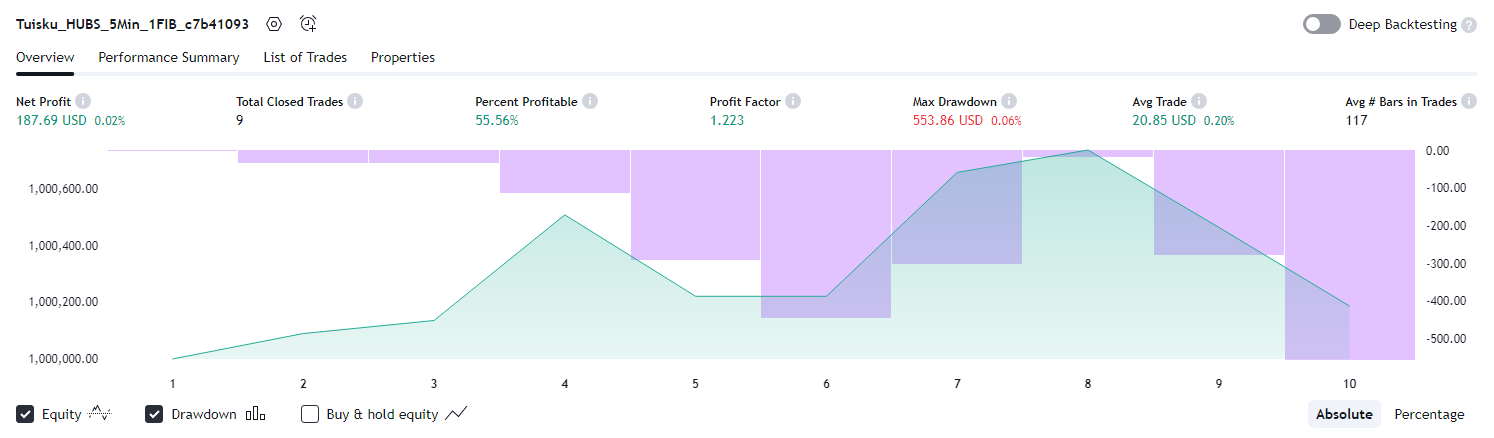 Tuisku_HUBS_5Min_1FIB_c7b41093
Deep Backtesting
Overview Performance Summary List of Trades Properties
Net Profit Total Closed Trades Percent Profitable Profit Factor Max Drawdown Avg Trade Avg # Bars in Trades
187.69 USD 0.02% 9 55.56% 1.223 553.86 USD 0.06% 20.85 USD 0.20% 117
0.00
1,000,600.00 -100.00
-200.00
1,000,400.00
-300.00
1,000,200.00 -400.00
-500.00
1,000,000.00
1 2 3 4 5 6 7 8 9 10
Equity Drawdown Buy & hold equity Absolute Percentage